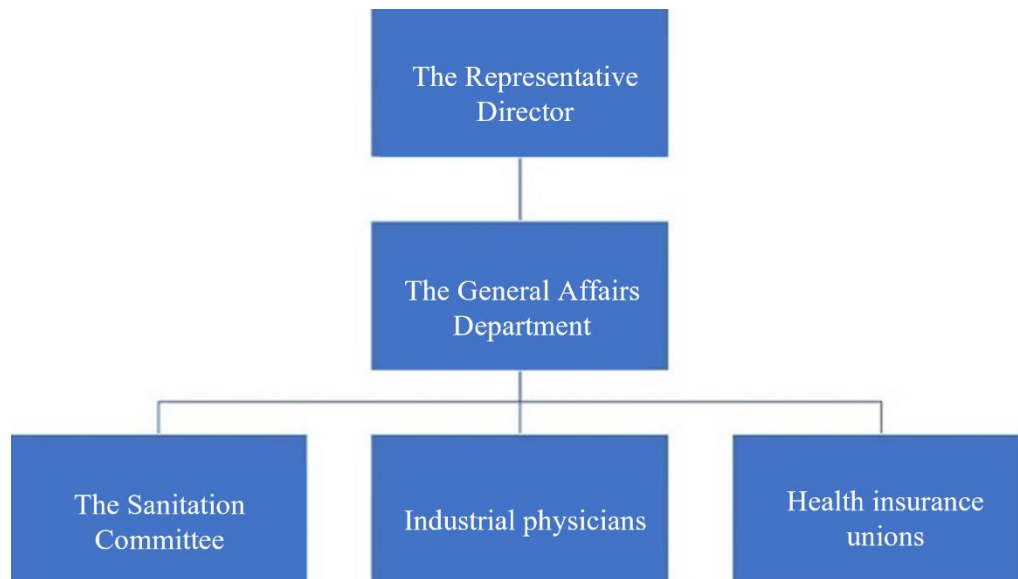 The Representative
Director
The General Affairs
Department
The Sanitation
Committee
Industrial physicians
Health insurance
unions